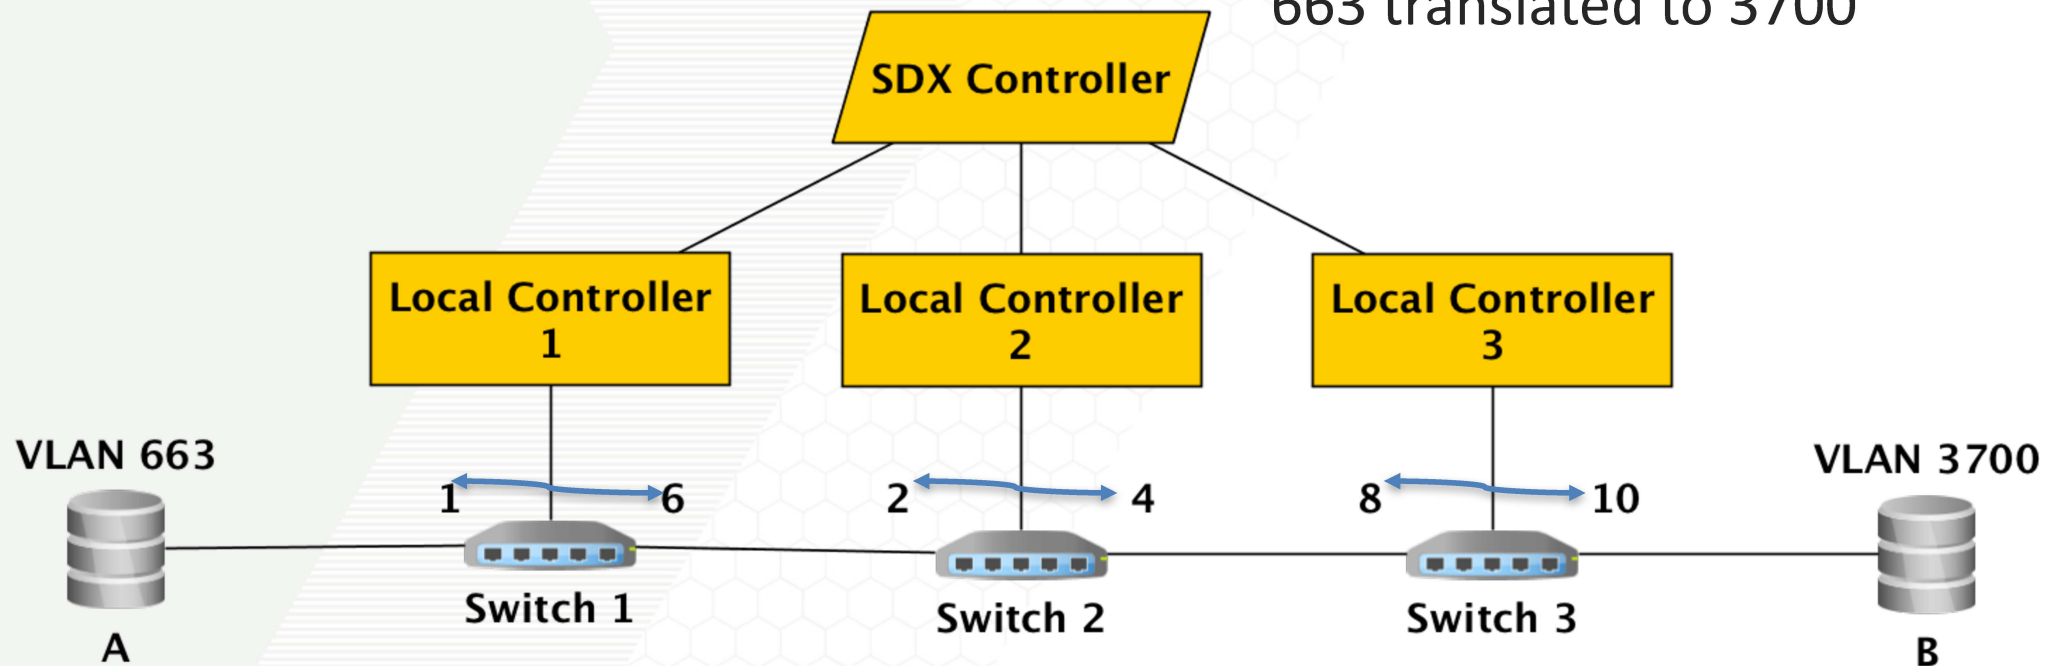 663 translated to 3700
SDX Controller
Local Controller
1
Local Controller
2
Local Controller
3
VLAN 663
1
6
2
4
8
10
VLAN 3700
Switch 1
Switch 2
Switch 3
A
B